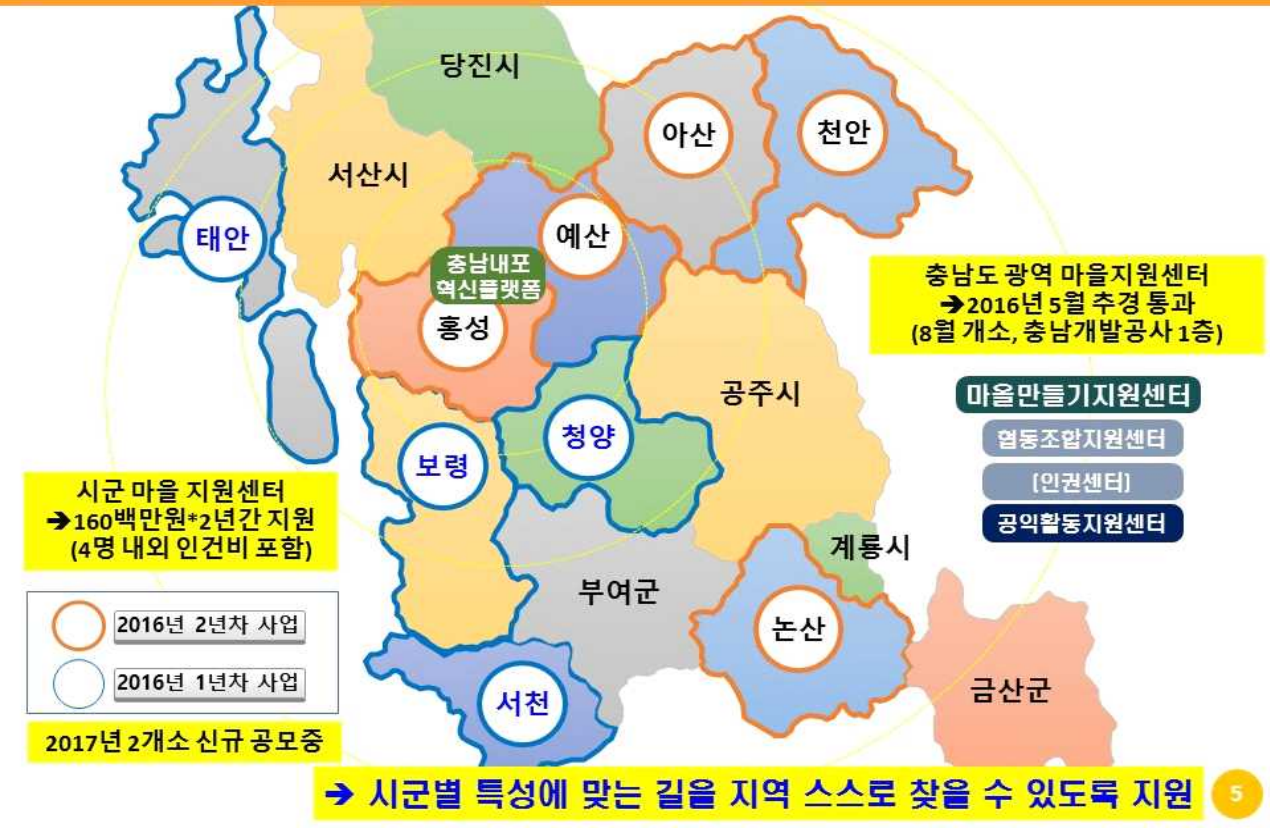 당진시
아산
천안
서산시
태안
예산
충남내포
혁신플랫폼
홍성
충남도 광역 마을지원센터
➔2016년 5월 추경 통과
(8월 개소, 충남개발공사 1층)
공주시
마을만들기지원센터
협동조합지원센터
[인권센터]
공익활동지원센터
청양
보령
시군 마을 지원센터
➔160백만원*2년간 지원
(4명 내외 인건비 포함)
계룡시
부여군
논산
2016년 2년차 사업
2016년 1년차 사업
서천
금산군
2017년 2개소 신규 공모중
➔ 시군별 특성에 맞는 길을 지역 스스로 찾을 수 있도록 지원
5